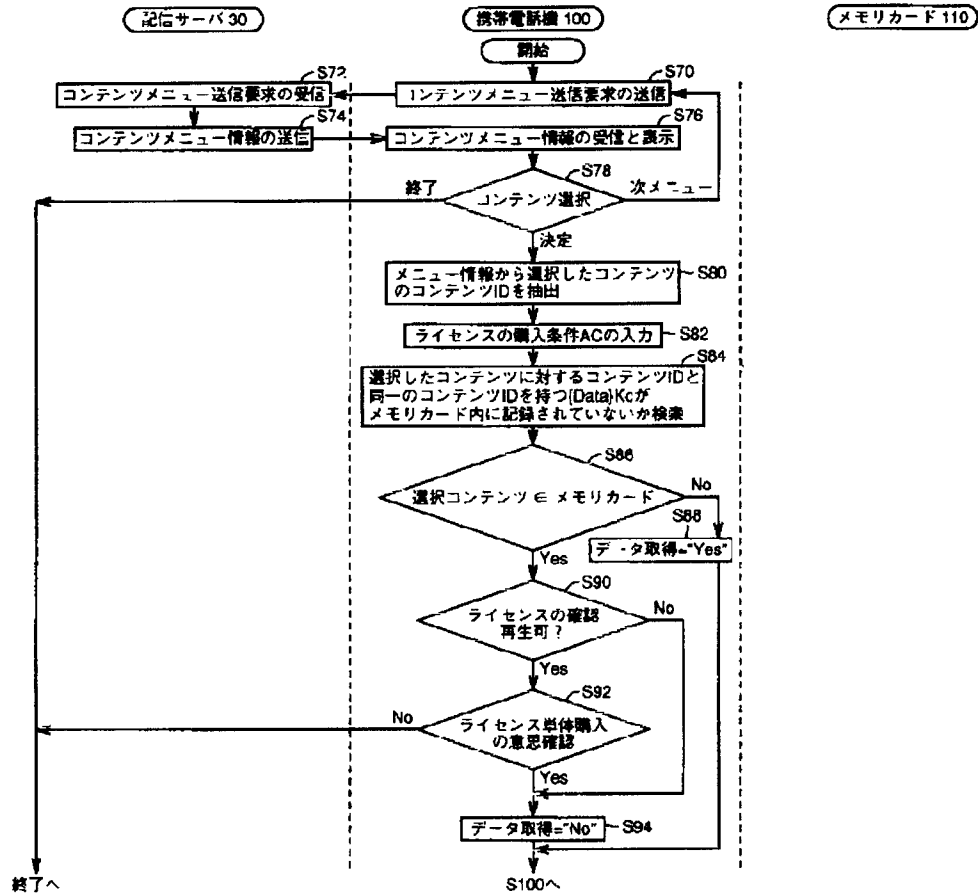 配信サーバ 30
携帯電話機 100
メモリカード 110
開始
S72
S70
コンテンツメニュー送信要求の受信
コンテンツメニュー送信要求の送信
S74
S76
コンテンツメニュー情報の送信
コンテンツメニュー情報の受信と表示
S78
終了
コンテンツ選択
次メニュー
決定
メニュー情報から選択したコンテンツ
のコンテンツIDを抽出
S80
ライセンスの購入条件ACの入力
S82
S84
選択したコンテンツに対するコンテンツIDと
同一のコンテンツIDを持つ{Data}Kcが
メモリカード内に記録されていないか検索
S86
選択コンテンツ ∈ メモリカード
No
S88
データ取得="Yes"
Yes
S90
ライセンスの確認
再生可?
No
Yes
S92
No
ライセンス単体購入
の意思確認
Yes
データ取得="No"
S94
終了へ
S100へ